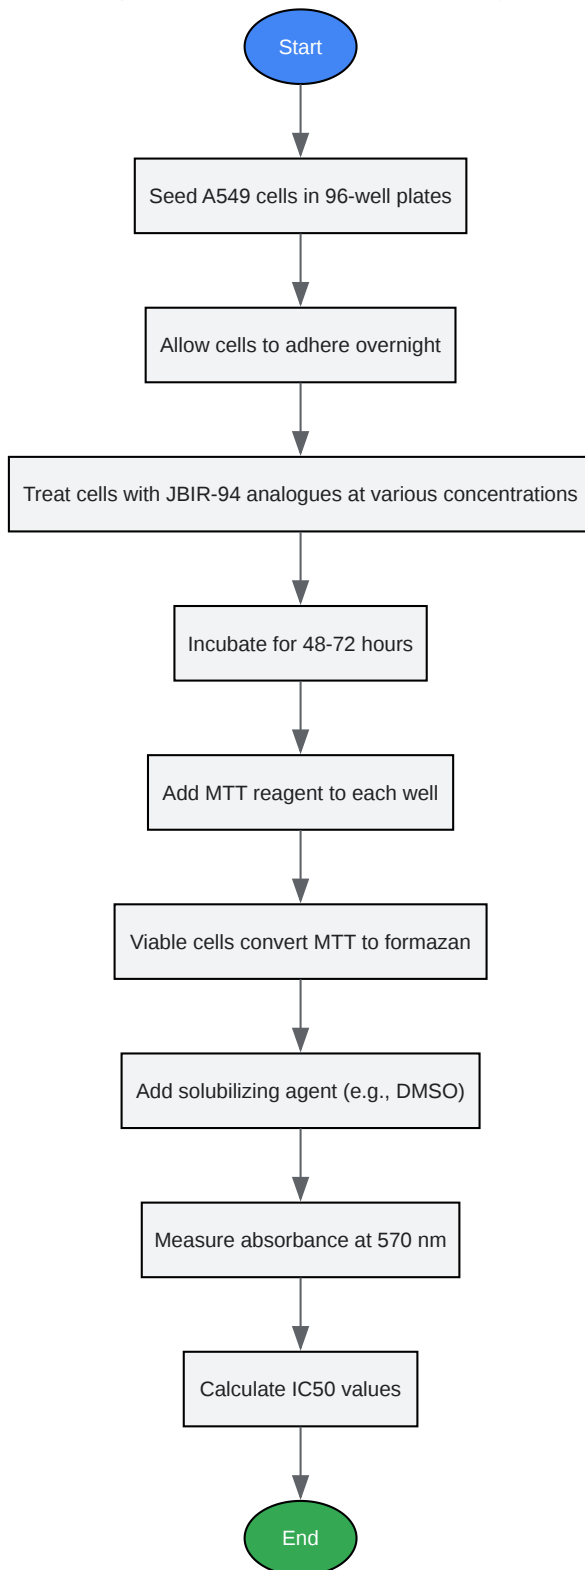 Start
Seed A549 cells in 96-well plates
Allow cells to adhere overnight
Treat cells with JBIR-94 analogues at various concentrations
Incubate for 48-72 hours
Add MTT reagent to each well
Viable cells convert MTT to formazan
Add solubilizing agent (e.g., DMSO)
Measure absorbance at 570 nm
Calculate IC50 values
End